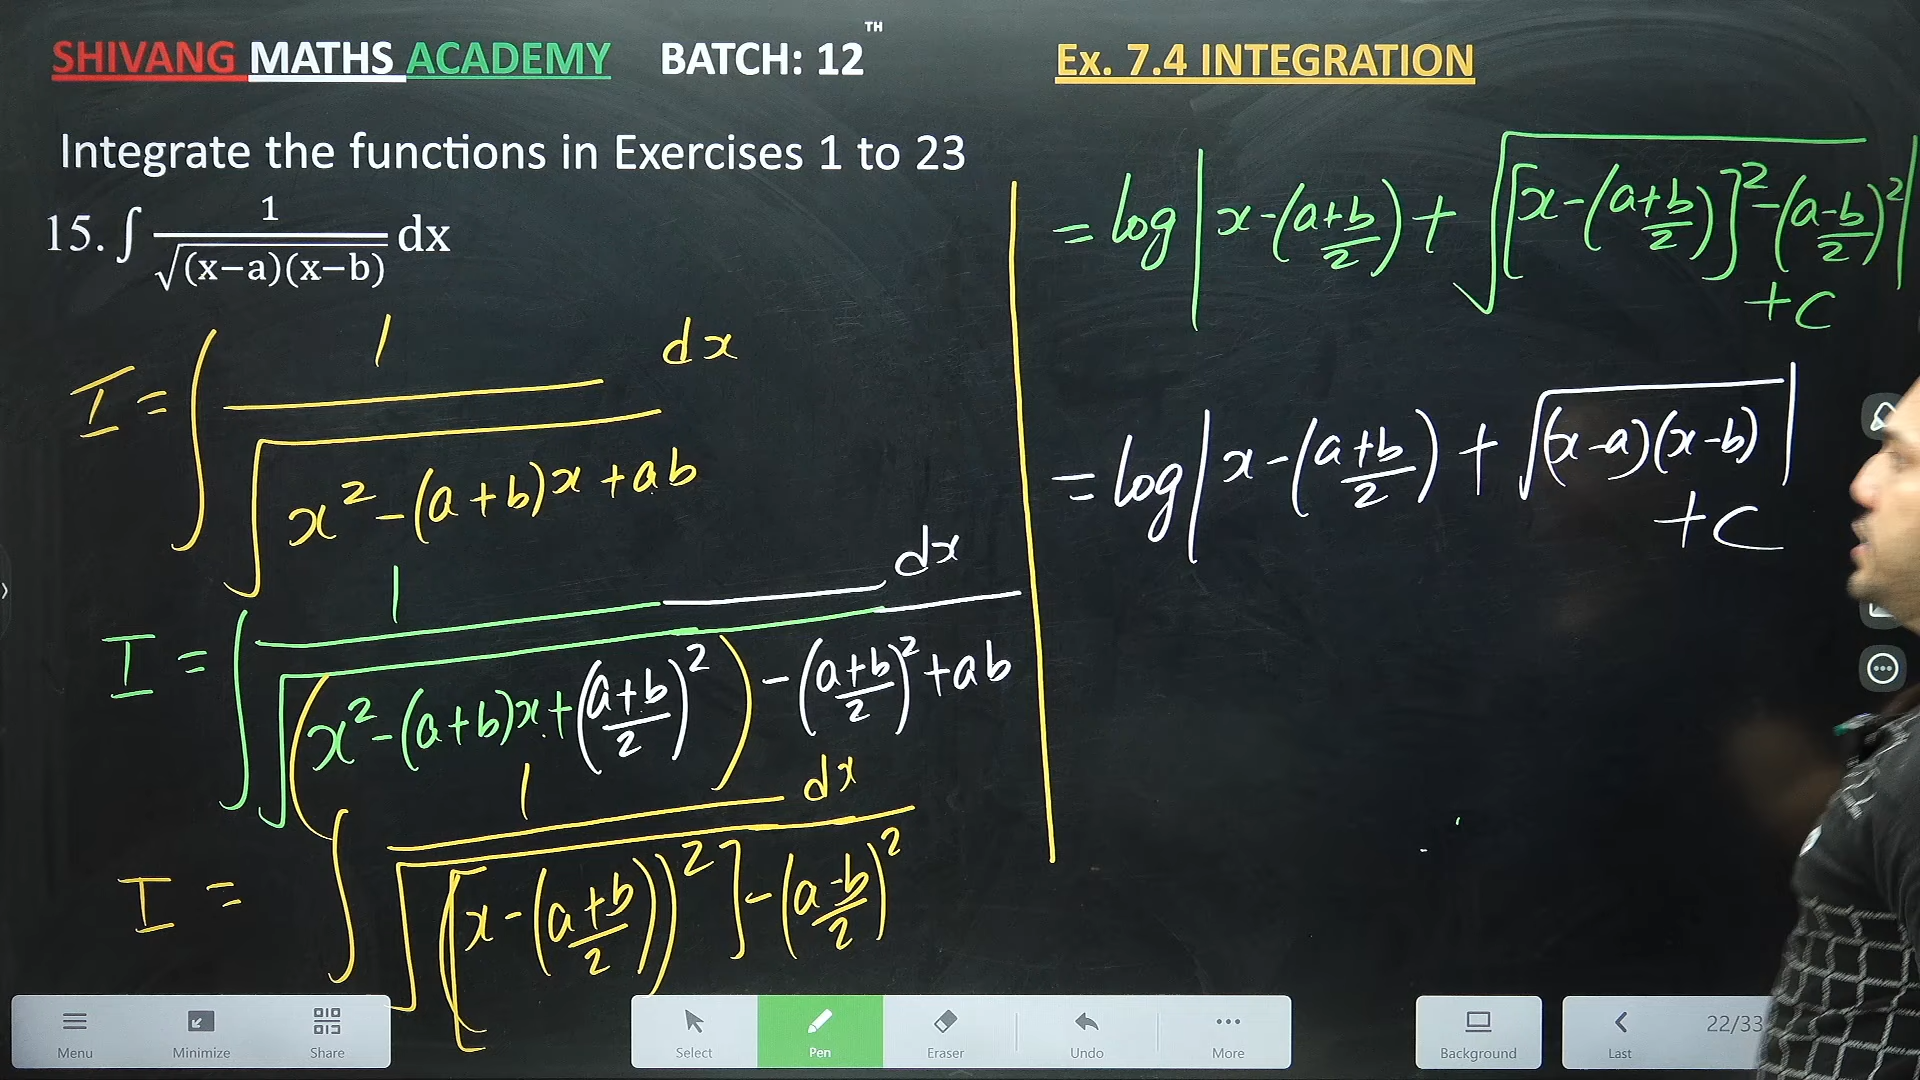 SHIVANG MATHS ACADEMY BATCH: 12TH
Ex. 7.4 INTEGRATION
Integrate the functions in Exercises 1 to 23
15. ∫ 1/√((x−a)(x−b)) dx
I = ∫ 1/√(x² − (a+b)x + ab) dx
I = ∫ 1/√((x² − (a+b)x + ((a+b)/2)²) − ((a+b)/2)² + ab) dx
I = ∫ 1/√([(x − ((a+b)/2))²] − ((a−b)/2)²) dx
= log | x − ((a+b)/2) + √([x − ((a+b)/2)]² − ((a−b)/2)²) |
+ C
= log | x − ((a+b)/2) + √((x−a)(x−b)) |
+ C
Menu
Minimize
Share
Select
Pen
Eraser
Undo
More
Background
Last
22/33